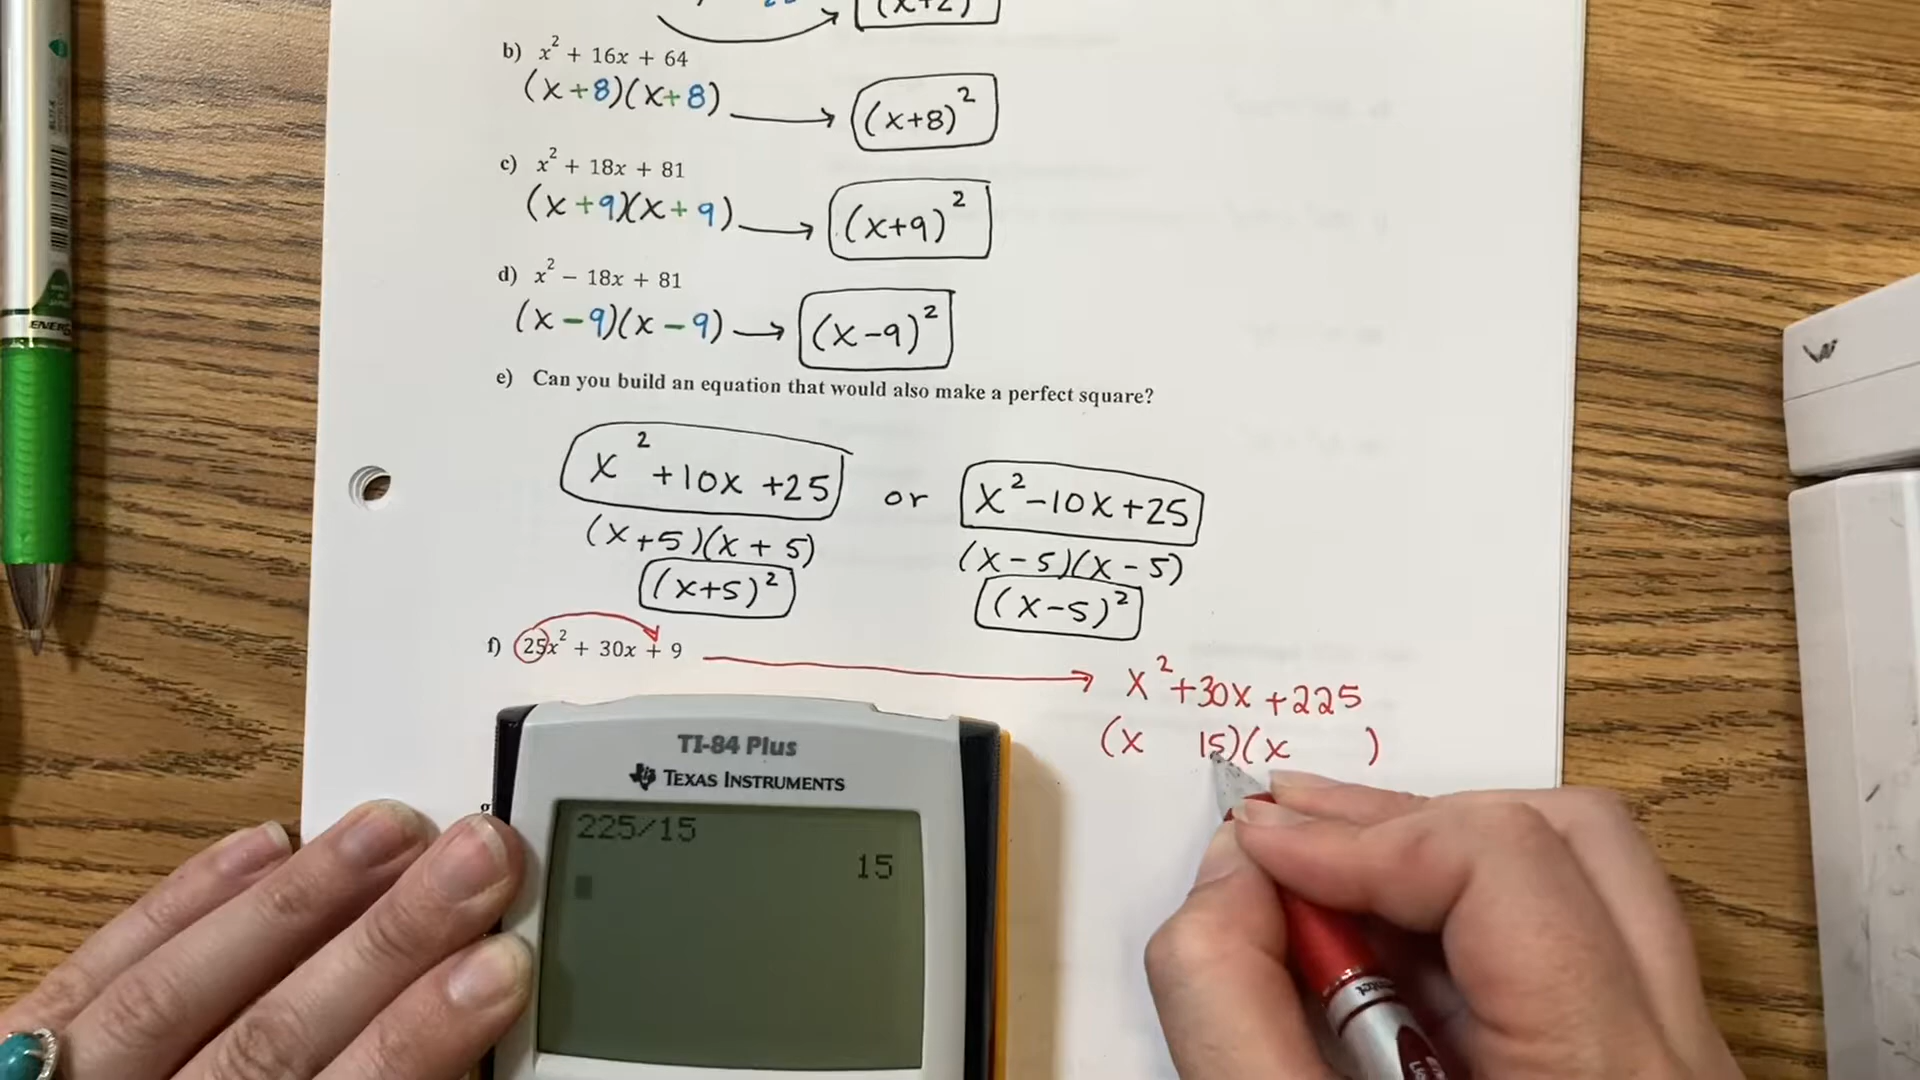 (x+2)
b) x² + 16x + 64
(x+8)(x+8) → (x+8)²
c) x² + 18x + 81
(x+9)(x+9) → (x+9)²
d) x² − 18x + 81
(x−9)(x−9) → (x−9)²
e) Can you build an equation that would also make a perfect square?
x²+10x+25 or x²-10x+25
(x+5)(x+5) (x-5)(x-5)
(x+5)² (x-5)²
f) 25x² + 30x + 9 → x²+30x+225
(x 15)(x )
g
TI-84 Plus
TEXAS INSTRUMENTS
225/15
15
ENER